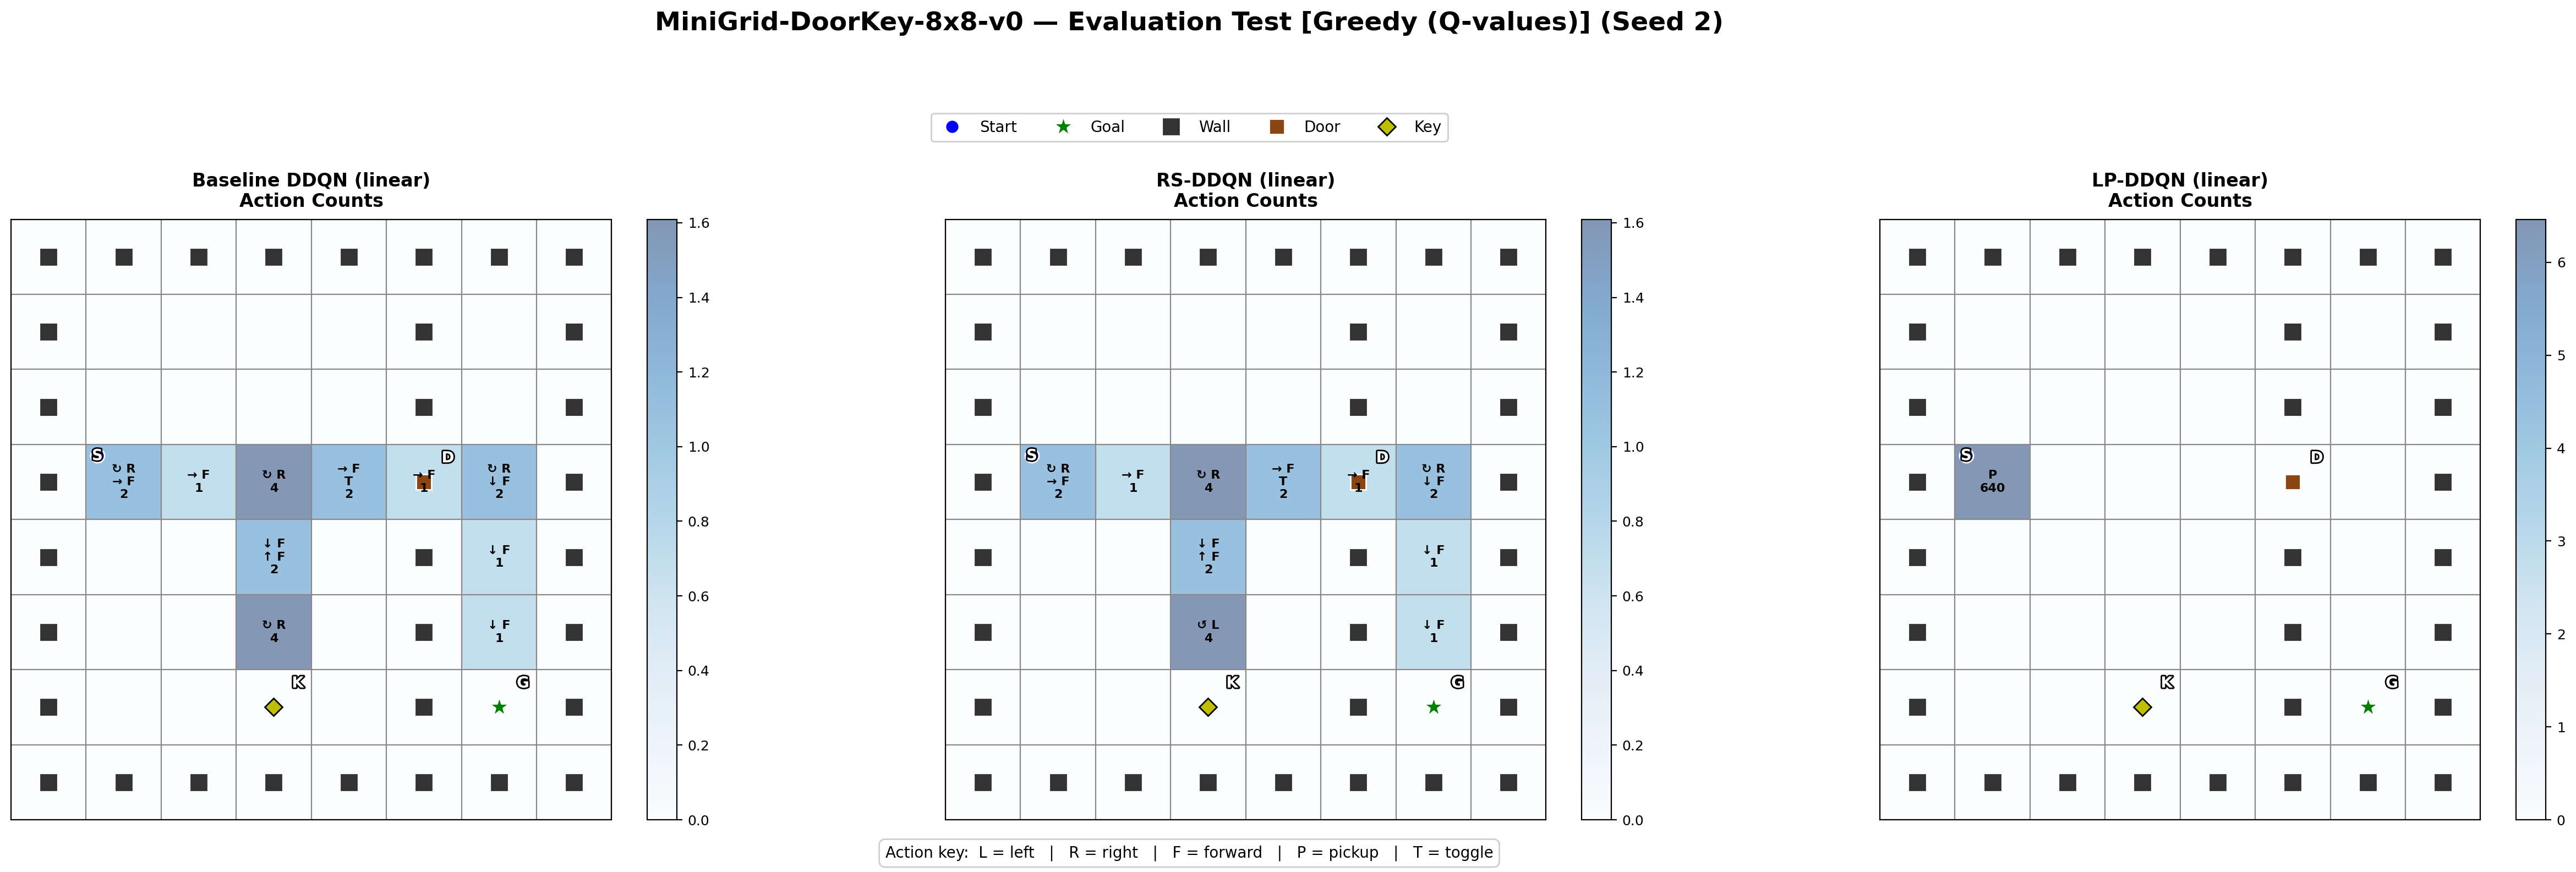 MiniGrid-DoorKey-8x8-v0 — Evaluation Test [Greedy (Q-values)] (Seed 2)
Start Goal Wall Door Key
Baseline DDQN (linear)
Action Counts
S
↻ R
→ F
2
→ F
1
↻ R
4
→ F
T
2
D
→ F
1
↻ R
↓ F
2
↓ F
↑ F
2
↓ F
1
↻ R
4
↓ F
1
K
G
1.6
1.4
1.2
1.0
0.8
0.6
0.4
0.2
0.0
RS-DDQN (linear)
Action Counts
S
↻ R
→ F
2
→ F
1
↻ R
4
→ F
T
2
D
→ F
1
↻ R
↓ F
2
↓ F
↑ F
2
↓ F
1
↺ L
4
↓ F
1
K
G
1.6
1.4
1.2
1.0
0.8
0.6
0.4
0.2
0.0
LP-DDQN (linear)
Action Counts
S
P
640
D
K
G
6
5
4
3
2
1
0
Action key: L = left | R = right | F = forward | P = pickup | T = toggle